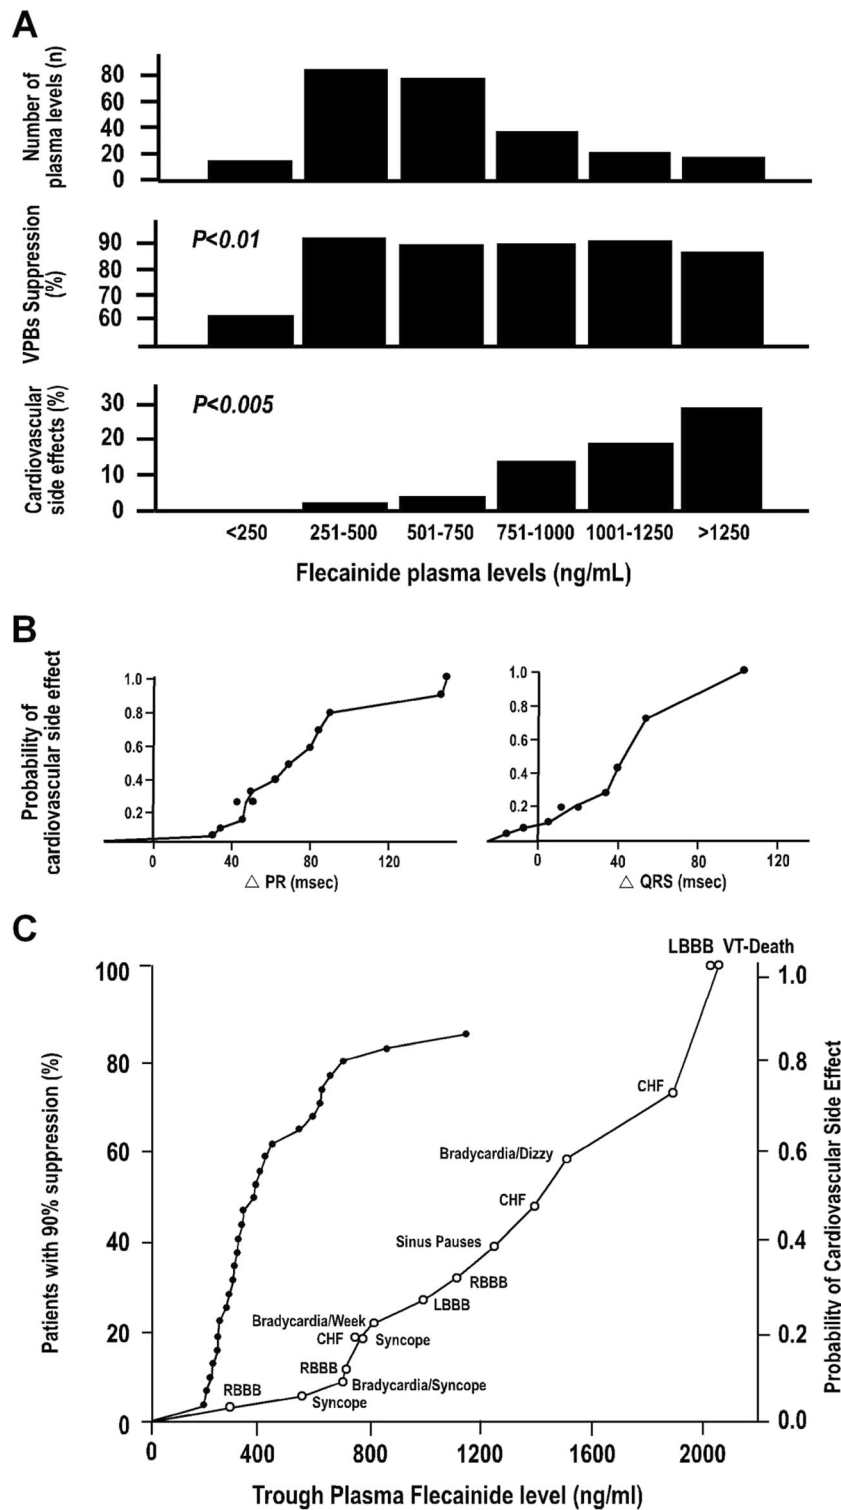 A
Number of
plasma levels (n)
80
60
40
20
0
VPBs Suppression
(%)
90
80
70
60
P<0.01
Cardiovascular
side effects (%)
30
20
10
0
P<0.005
<250 251-500 501-750 751-1000 1001-1250 >1250
Flecainide plasma levels (ng/mL)
B
Probability of
cardiovascular side effect
1.0
0.8
0.6
0.4
0.2
0 40 80 120
△ PR (msec)
1.0
0.8
0.6
0.4
0.2
0 40 80 120
△ QRS (msec)
C
LBBB VT-Death
Patients with 90% suppression (%)
100
80
60
40
20
0
CHF
Bradycardia/Dizzy
CHF
Sinus Pauses
RBBB
LBBB
Bradycardia/Week
CHF
Syncope
RBBB
Bradycardia/Syncope
RBBB
Syncope
1.0
0.8
0.6
0.4
0.2
0.0
Probability of Cardiovascular Side Effect
0 400 800 1200 1600 2000
Trough Plasma Flecainide level (ng/ml)